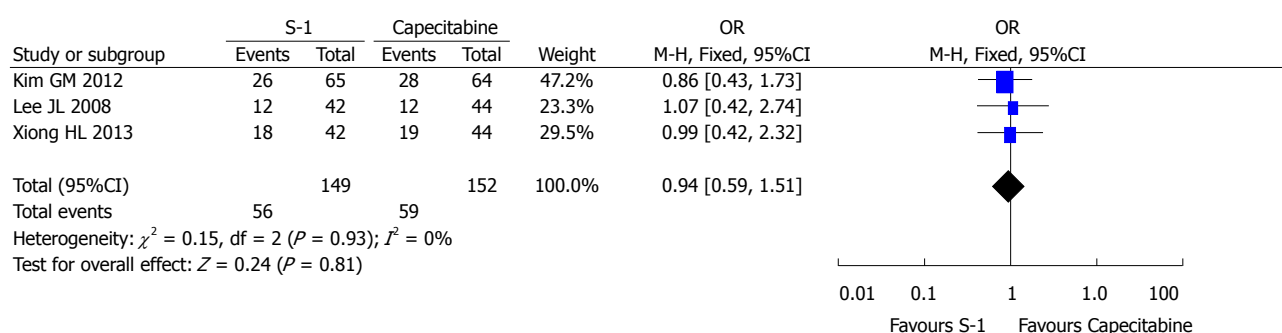 S-1 Capecitabine OR OR
Study or subgroup Events Total Events Total Weight M-H, Fixed, 95%CI M-H, Fixed, 95%CI
Kim GM 2012 26 65 28 64 47.2% 0.86 [0.43, 1.73]
Lee JL 2008 12 42 12 44 23.3% 1.07 [0.42, 2.74]
Xiong HL 2013 18 42 19 44 29.5% 0.99 [0.42, 2.32]
Total (95%CI) 149 152 100.0% 0.94 [0.59, 1.51]
Total events 56 59
Heterogeneity: χ² = 0.15, df = 2 (P = 0.93); I² = 0%
Test for overall effect: Z = 0.24 (P = 0.81)
0.01 0.1 1 1.0 100
Favours S-1 Favours Capecitabine